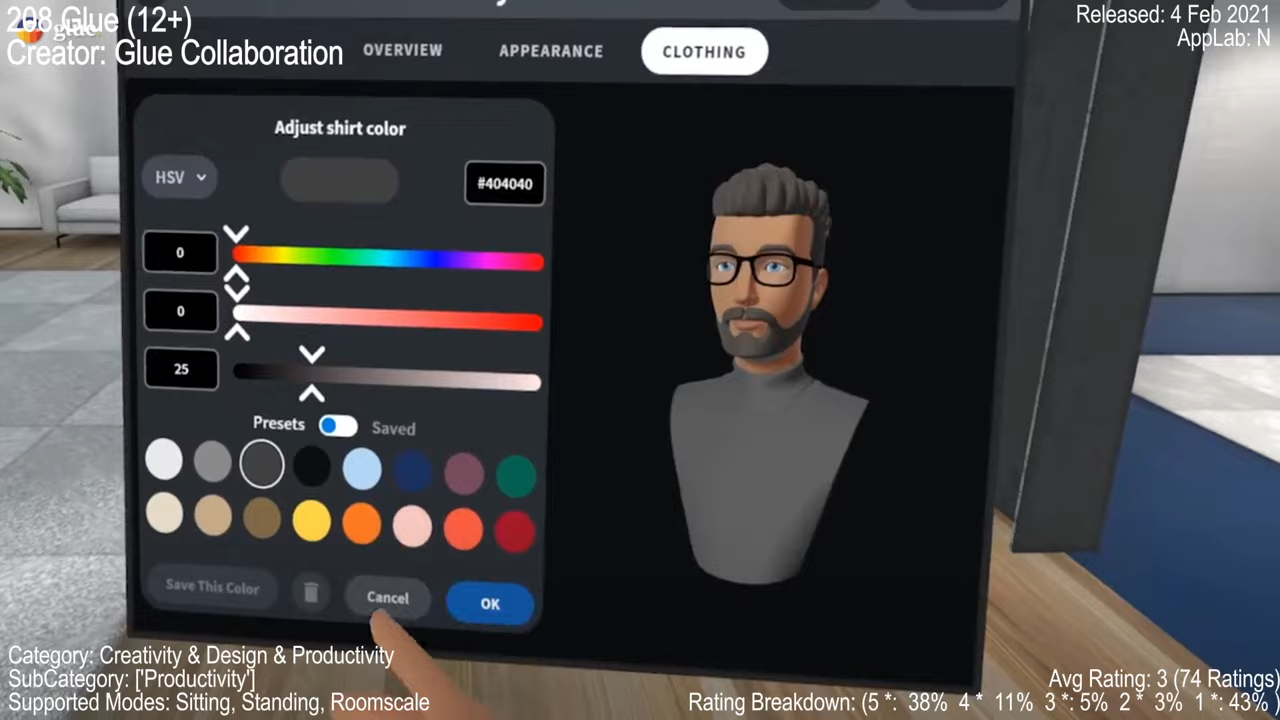 208 Glue (12+)
glue
Creator: Glue Collaboration
Released: 4 Feb 2021
AppLab: N
OVERVIEW
APPEARANCE
CLOTHING
Adjust shirt color
HSV
#404040
0
0
25
Presets
Saved
Save This Color
Cancel
OK
Category: Creativity & Design & Productivity
SubCategory: ['Productivity']
Supported Modes: Sitting, Standing, Roomscale
Avg Rating: 3 (74 Ratings)
Rating Breakdown: (5 *: 38% 4 * 11% 3 *: 5% 2 * 3% 1 *: 43% )